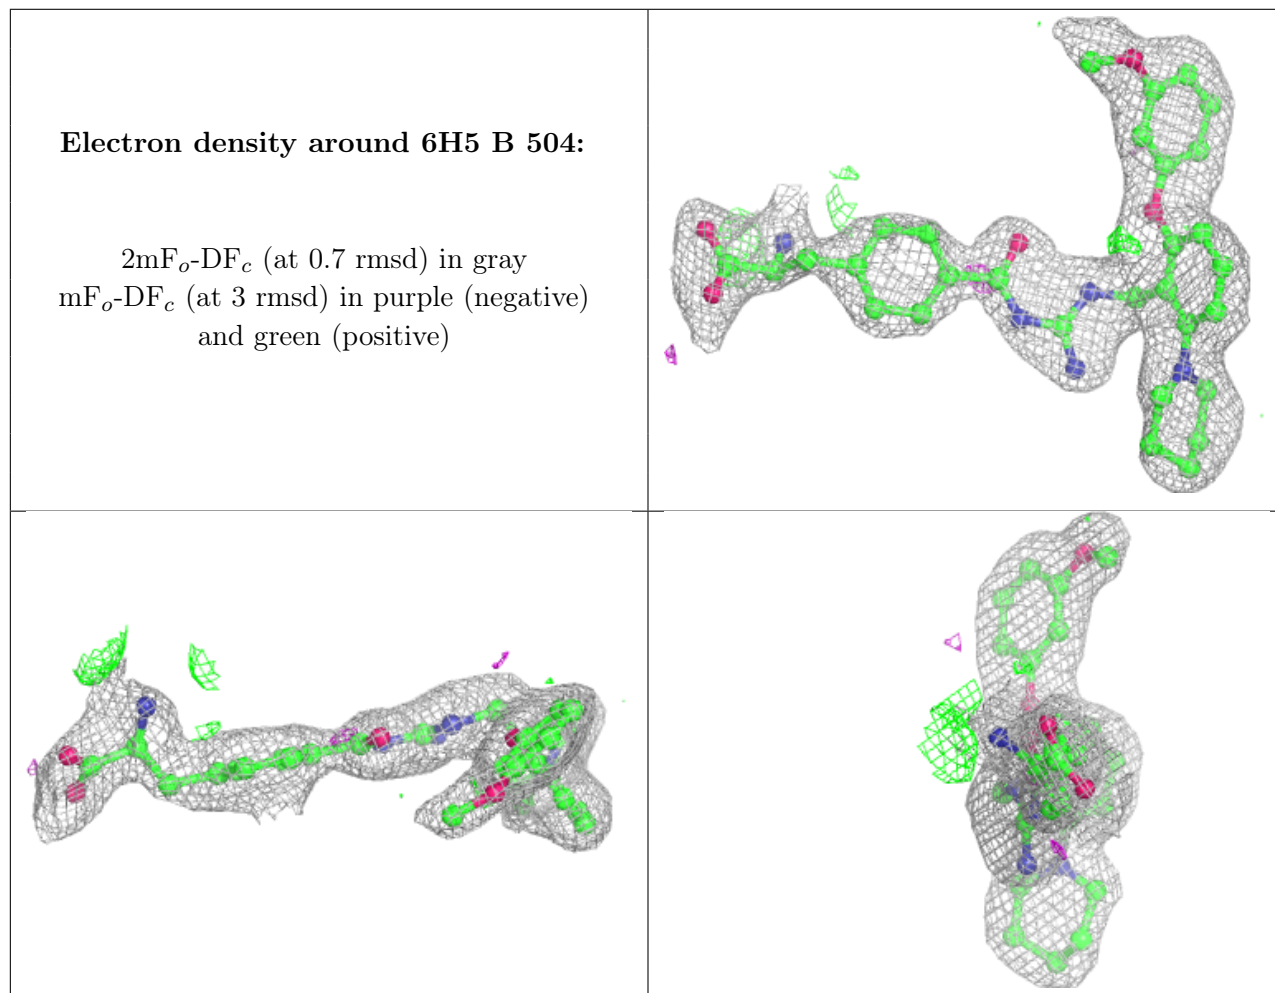 Electron density around 6H5 B 504:
2mFo-DFc (at 0.7 rmsd) in gray
mFo-DFc (at 3 rmsd) in purple (negative)
and green (positive)